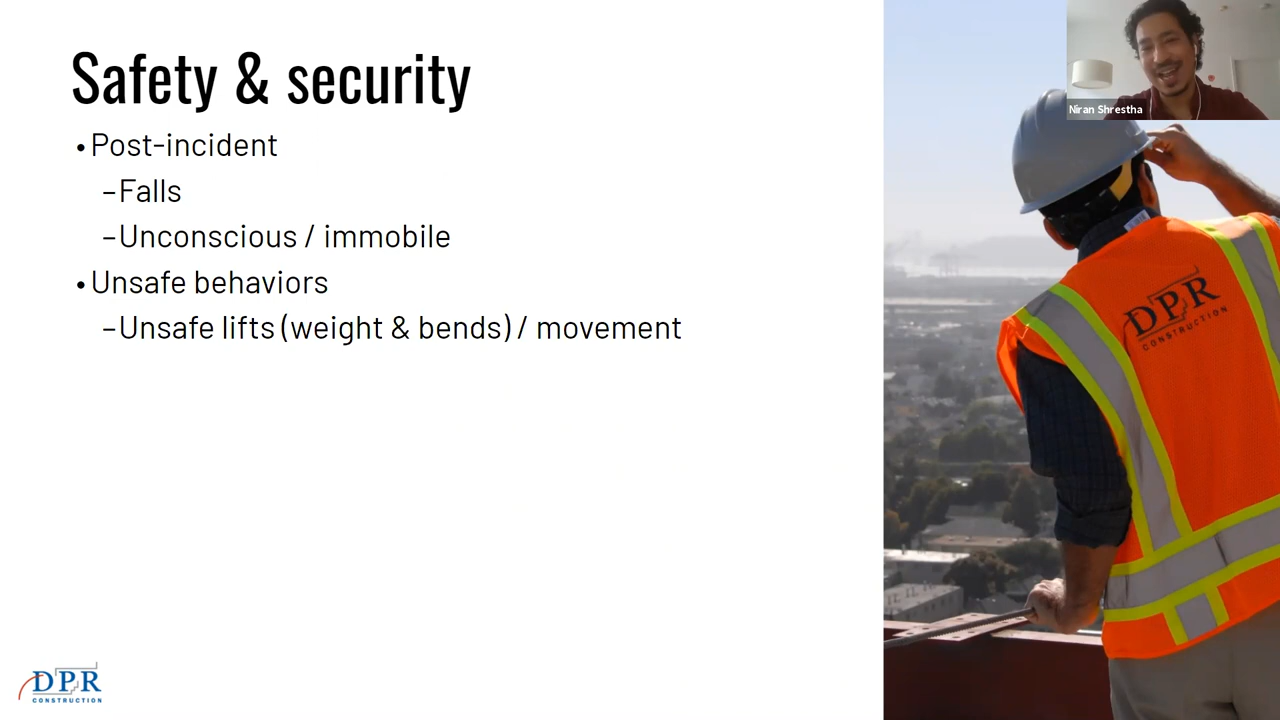 Safety & security
• Post-incident
–Falls
–Unconscious / immobile
• Unsafe behaviors
–Unsafe lifts (weight & bends) / movement
Niran Shrestha
DPR
CONSTRUCTION
DPR
CONSTRUCTION